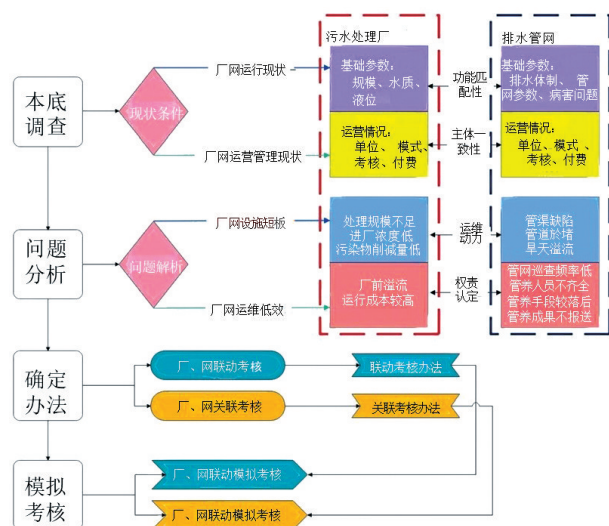 污水处理厂
排水管网
本底
调查
现状条件
厂网运行现状
厂网运营管理现状
基础参数:
规模、水质、
液位
功能匹
配性
基础参数:
排水体制、 管
网参数、病害问题
运营情况:
单位、 模式、
考核、付费
主体一
致性
运营情况:
单位、模式 、
考核、付费
问题
分析
问题解析
厂网设施短板
厂网运维低效
处理规模不足
进厂浓度低
污染物削减量低
运维
动力
管渠缺陷
管道於堵
旱天溢流
厂前溢流
运行成本较高
权责
认定
管网巡查频率低
管养人员不齐全
管养手段较落后
管养成果不报送
确定
办法
厂、网联动考核
联动考核办法
厂、网关联考核
关联考核办法
模拟
考核
厂、网联动模拟考核
厂、网联动模拟考核